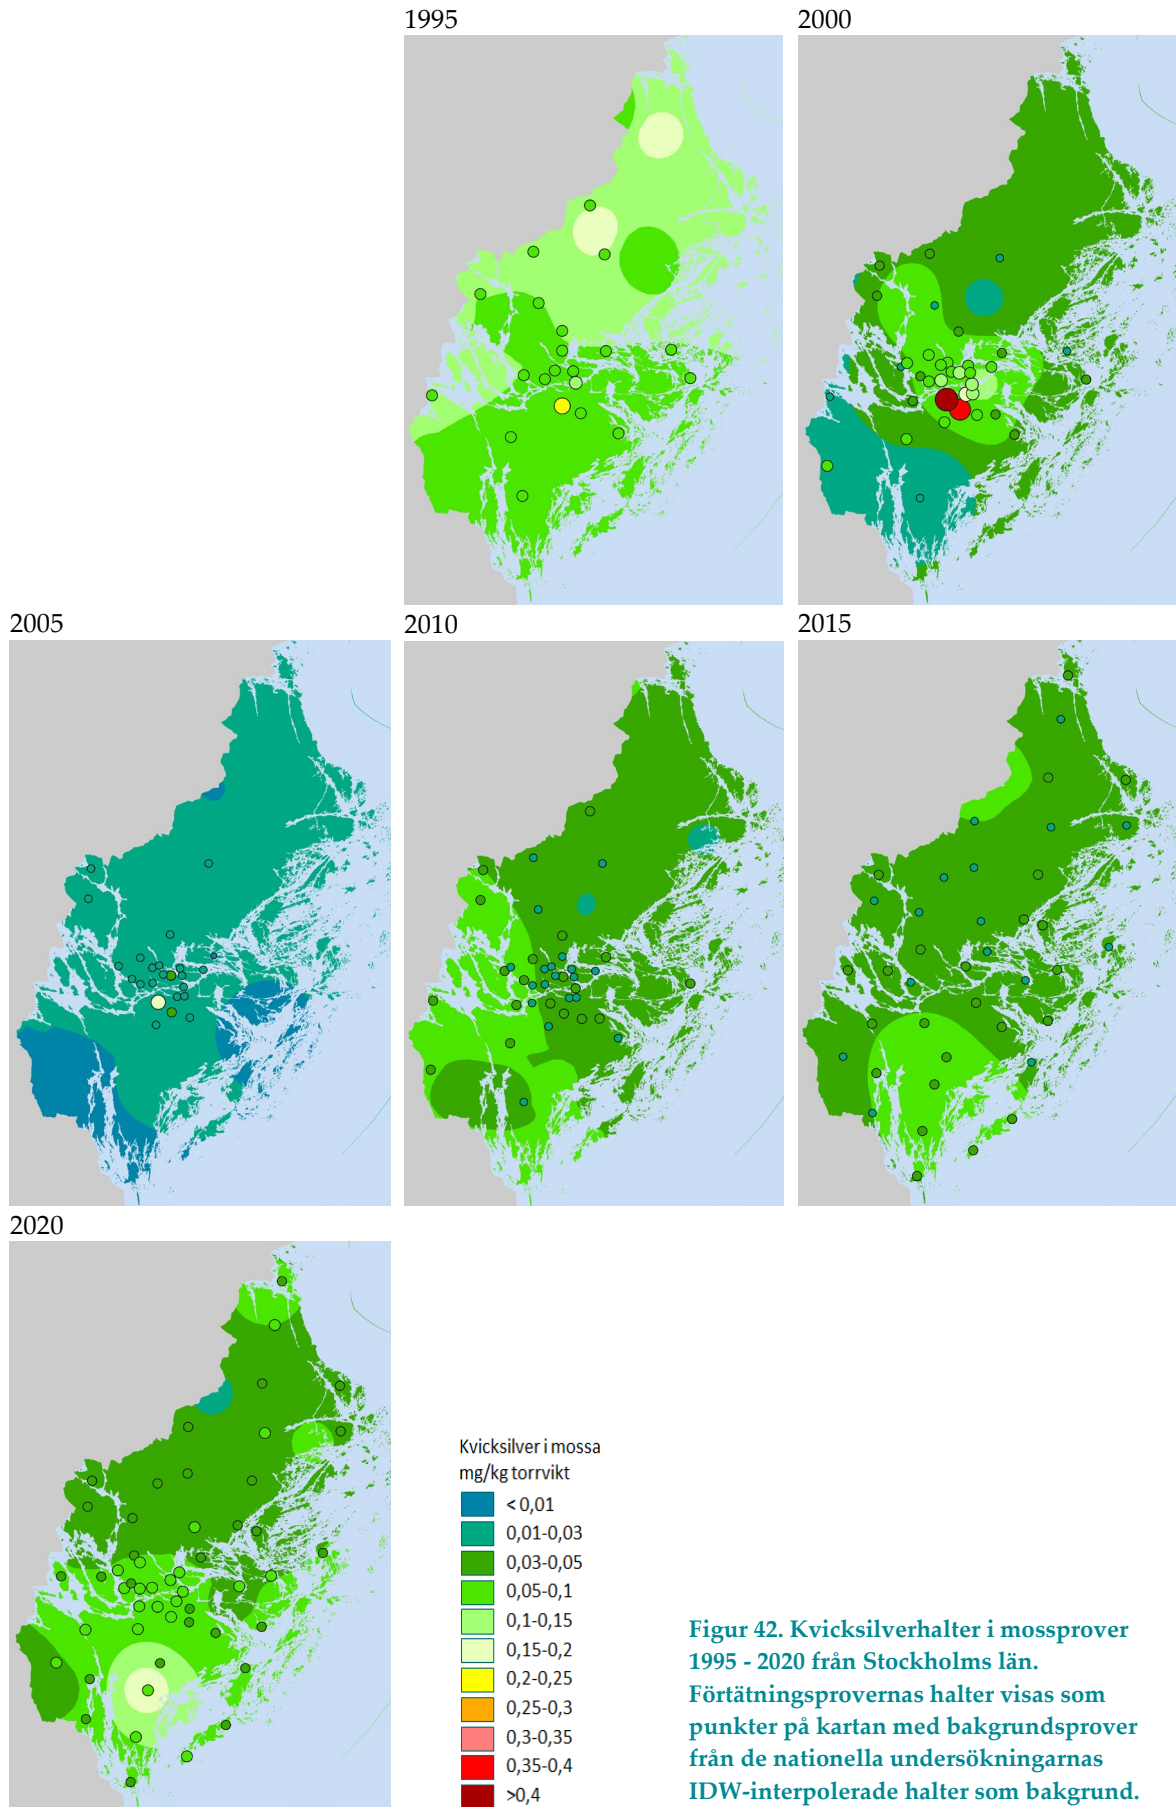 1995
2000
2005
2010
2015
2020
Kvicksilver i mossa
mg/kg torrvikt
< 0,01
0,01-0,03
0,03-0,05
0,05-0,1
0,1-0,15
0,15-0,2
0,2-0,25
0,25-0,3
0,3-0,35
0,35-0,4
>0,4
Figur 42. Kvicksilverhalter i mossprover
1995 - 2020 från Stockholms län.
Förtätningsprovernas halter visas som
punkter på kartan med bakgrundsprover
från de nationella undersökningarnas
IDW-interpolerade halter som bakgrund.